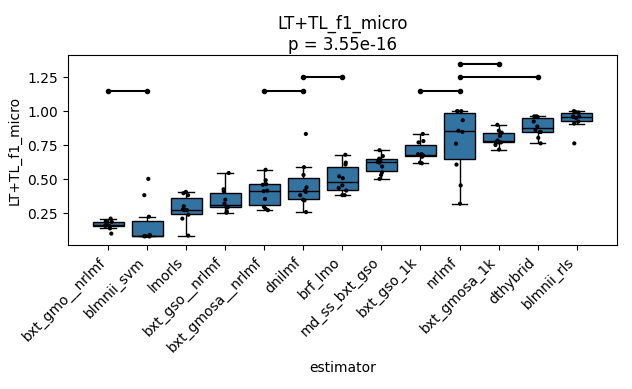 LT+TL_f1_micro
p = 3.55e-16
LT+TL_f1_micro
1.25
1.00
0.75
0.50
0.25
bxt_gmo__nrlmf
blmnii_svm
lmorls
bxt_gso__nrlmf
bxt_gmosa__nrlmf
dnilmf
brf_lmo
md_ss_bxt_gso
bxt_gso_1k
nrlmf
bxt_gmosa_1k
dthybrid
blmnii_rls
estimator